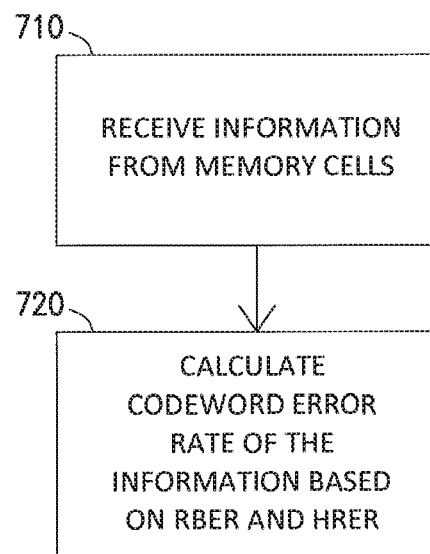 710
RECEIVE INFORMATION
FROM MEMORY CELLS
720
CALCULATE
CODEWORD ERROR
RATE OF THE
INFORMATION BASED
ON RBER AND HRER